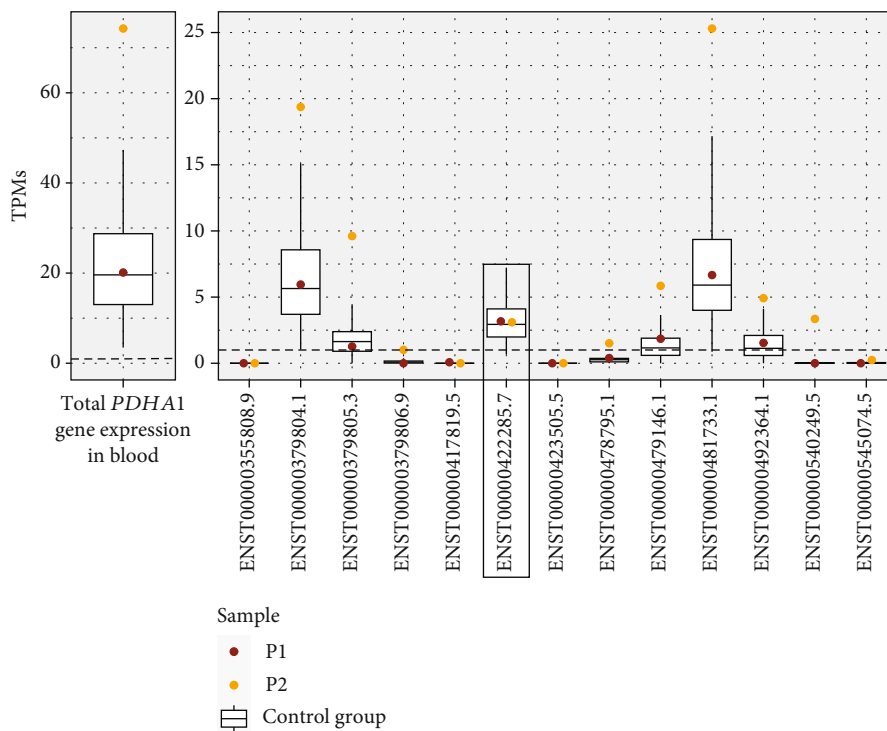 TPMs
60
40
20
0
25
20
15
10
5
0
Total PDHA1
gene expression
in blood
ENST00000355808.9
ENST00000379804.1
ENST00000379805.3
ENST00000379806.9
ENST00000417819.5
ENST00000422285.7
ENST00000423505.5
ENST00000478795.1
ENST00000479146.1
ENST00000481733.1
ENST00000492364.1
ENST00000540249.5
ENST00000545074.5
Sample
P1
P2
Control group